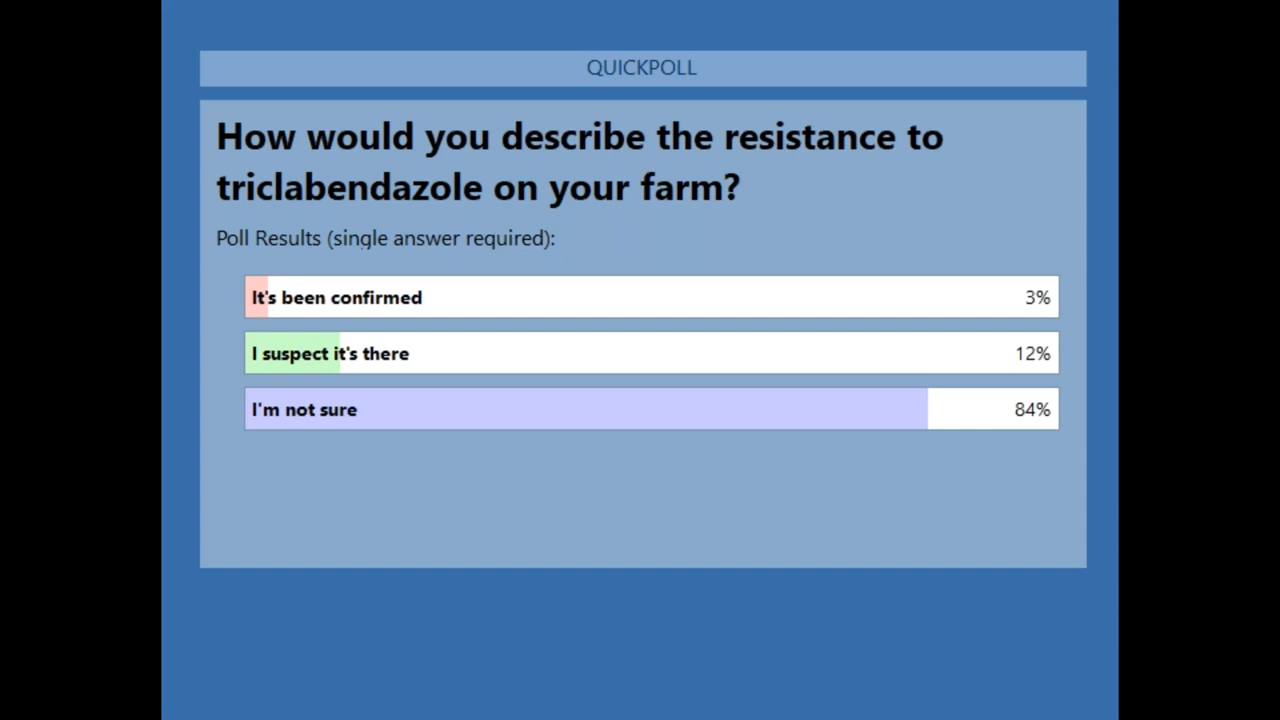 QUICKPOLL
How would you describe the resistance to
triclabendazole on your farm?
Poll Results (single answer required):
It's been confirmed 3%
I suspect it's there 12%
I'm not sure 84%